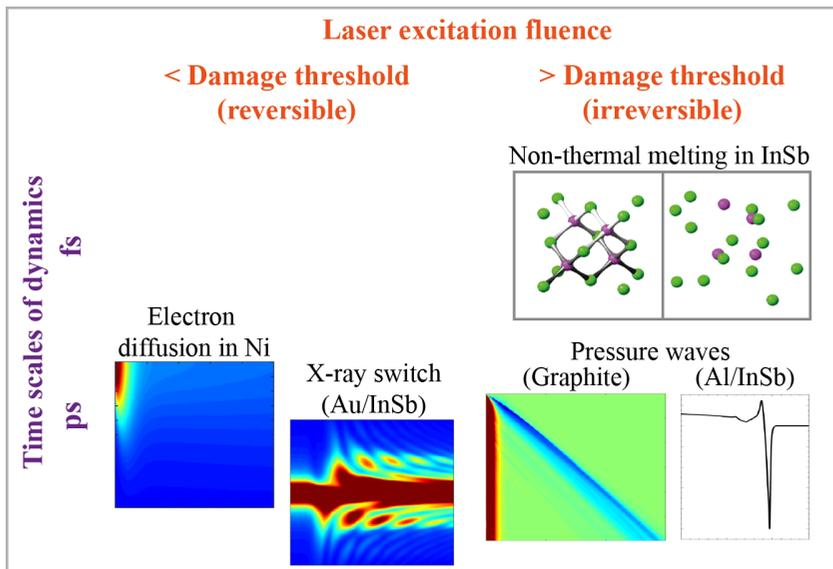 Laser excitation fluence
< Damage threshold
(reversible)
> Damage threshold
(irreversible)
Non-thermal melting in InSb
Time scales of dynamics
fs
ps
Electron
diffusion in Ni
X-ray switch
(Au/InSb)
Pressure waves
(Graphite)
(Al/InSb)